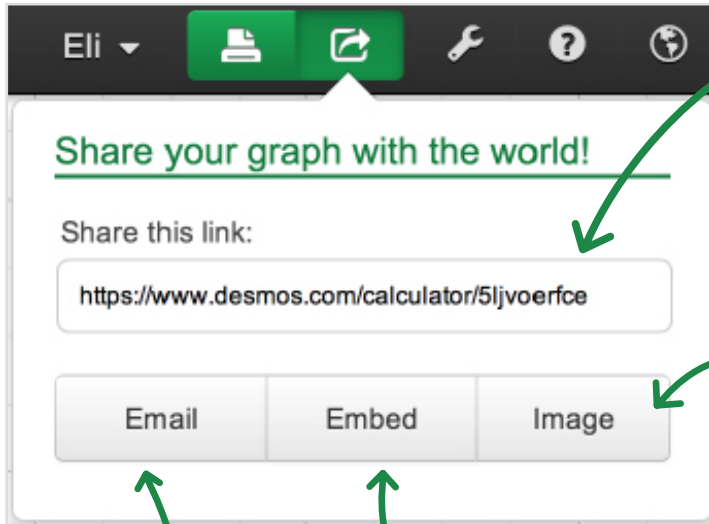 Eli
Share your graph with the world!
Share this link:
https://www.desmos.com/calculator/5ljvoerfce
Email Embed Image